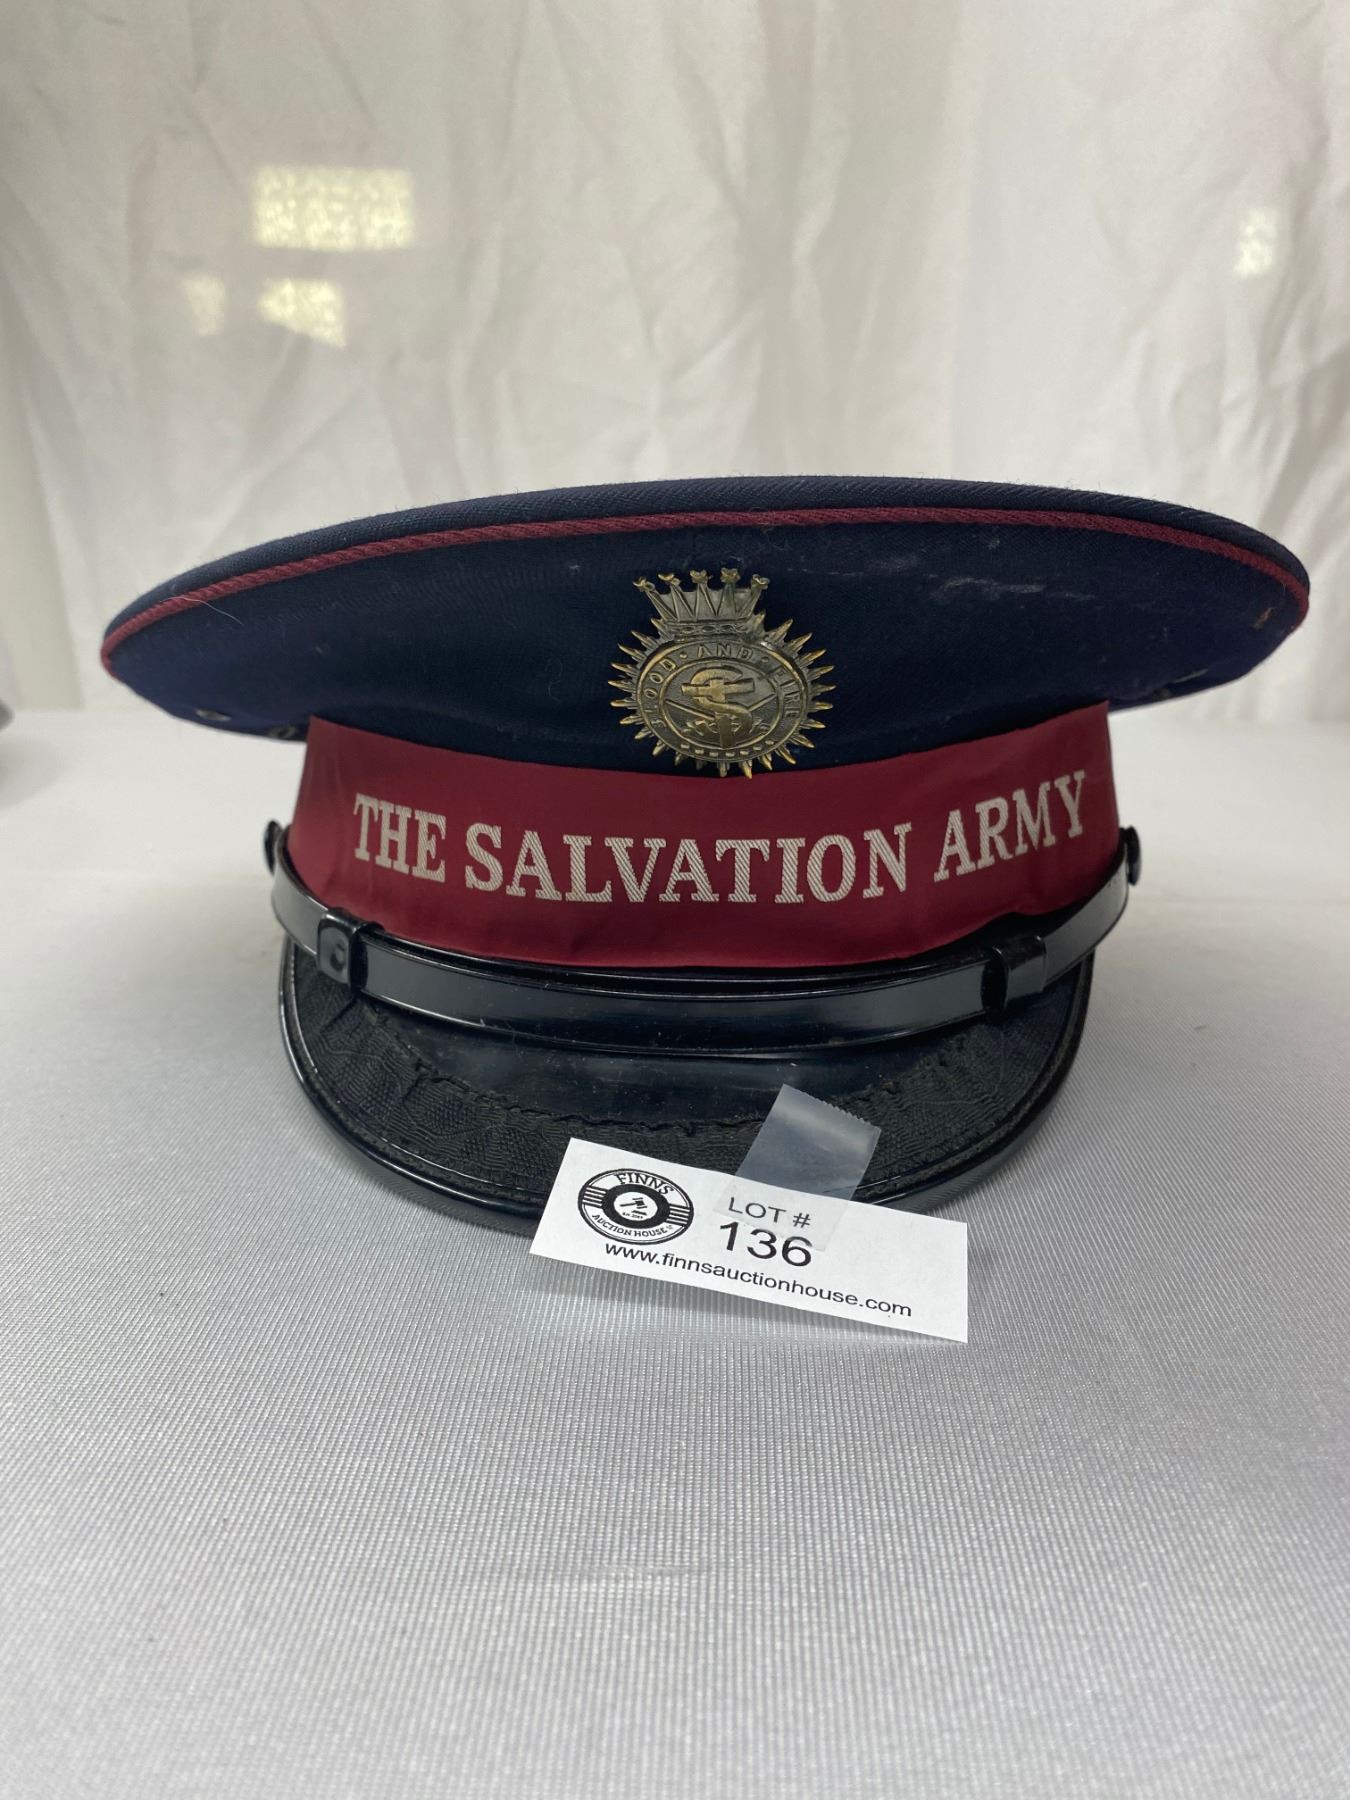 BLOOD · AND · FIRE
S
THE SALVATION ARMY
FINNS
AUCTION HOUSE
LOT #
136
www.finnsauctionhouse.com